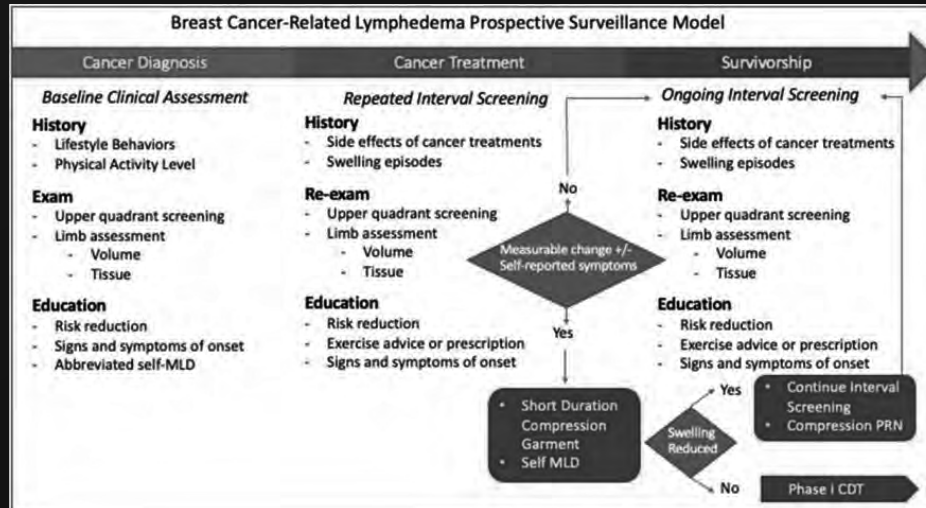 Breast Cancer-Related Lymphedema Prospective Surveillance Model
Cancer Diagnosis
Cancer Treatment
Survivorship
Baseline Clinical Assessment
History
- Lifestyle Behaviors
- Physical Activity Level
Exam
- Upper quadrant screening
- Limb assessment
- Volume
- Tissue
Education
- Risk reduction
- Signs and symptoms of onset
- Abbreviated self-MLD
Repeated Interval Screening
History
- Side effects of cancer treatments
- Swelling episodes
Re-exam
- Upper quadrant screening
- Limb assessment
- Volume
- Tissue
Education
- Risk reduction
- Exercise advice or prescription
- Signs and symptoms of onset
No
Measurable change +/-
Self-reported symptoms
Yes
• Short Duration
Compression
Garment
• Self MLD
Ongoing Interval Screening
History
- Side effects of cancer treatments
- Swelling episodes
Re-exam
- Upper quadrant screening
- Limb assessment
- Volume
- Tissue
Education
- Risk reduction
- Exercise advice or prescription
- Signs and symptoms of onset
Swelling
Reduced
Yes
• Continue Interval
Screening
• Compression PRN
No
Phase I CDT